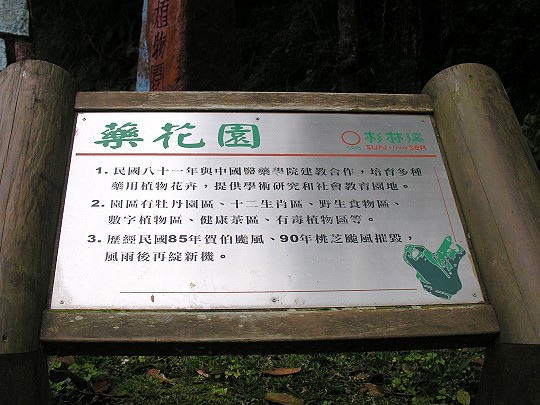 植物園
藥花園
杉林溪
SUN LINK SEA
1. 民國八十一年與中國醫藥學院建教合作，培育多種
藥用植物花卉，提供學術研究和社會教育園地。
2. 園區有牡丹園區、十二生肖區、野生食物區、
數字植物區、健康茶區、有毒植物區等。
3. 歷經民國85年賀伯颱風、90年桃芝颱風摧毀，
風雨後再綻新機。